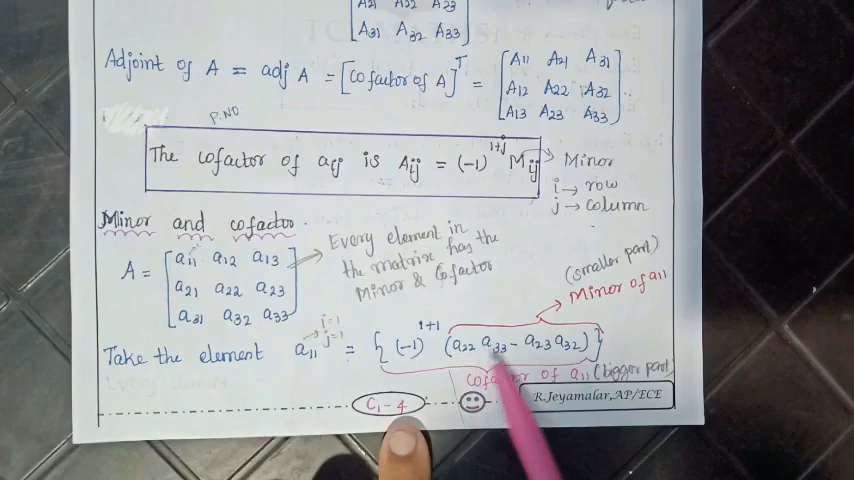 A21 A22 A23
A31 A32 A33
Adjoint of A = adj A = [Cofactor of A]^T = [A11 A21 A31
A12 A22 A32
A13 A23 A33]
P.NO
The cofactor of aij is Aij = (-1)^i+j Mij → Minor
i → row
j → column
Minor and cofactor.
A = [a11 a12 a13
a21 a22 a23
a31 a32 a33]
→ Every element in
the matrix has the
Minor & Cofactor
(smaller part)
→ Minor of a11
i=1
j=1
Take the element a11 = {(-1)^1+1 (a22 a33 - a23 a32)}
cofactor of a11 (bigger part)
C1-4
R.Jeyamalar,AP/ECE